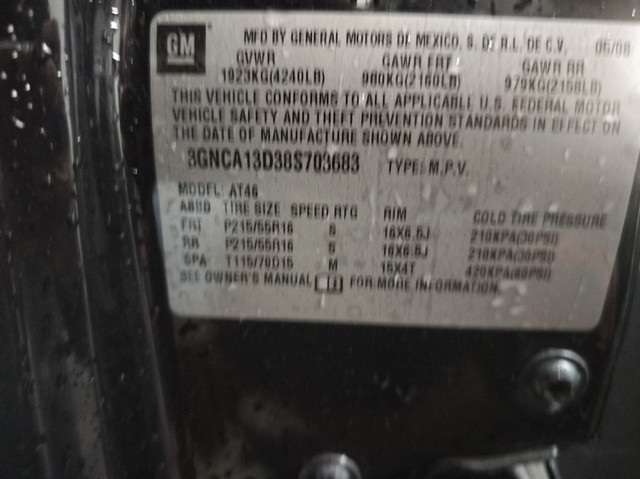 GM MFD BY GENERAL MOTORS DE MEXICO, S. DE R.L. DE C.V. 06/08
GVWR GAWR FRT GAWR RR
1923KG(4240LB) 980KG(2160LB) 979KG(2158LB)
THIS VEHICLE CONFORMS TO ALL APPLICABLE U.S. FEDERAL MOTOR
VEHICLE SAFETY AND THEFT PREVENTION STANDARDS IN EFFECT ON
THE DATE OF MANUFACTURE SHOWN ABOVE.
3GNCA13D38S703683 TYPE: M.P.V.
MODEL: AT46
TIRE SIZE SPEED RTG RIM COLD TIRE PRESSURE
FRT P215/55R16 S 16X6.5J 210KPA(30PSI)
RR P215/55R16 S 16X6.5J 210KPA(30PSI)
SPA T115/70D15 M 15X4T 420KPA(60PSI)
SEE OWNER'S MANUAL FOR MORE INFORMATION